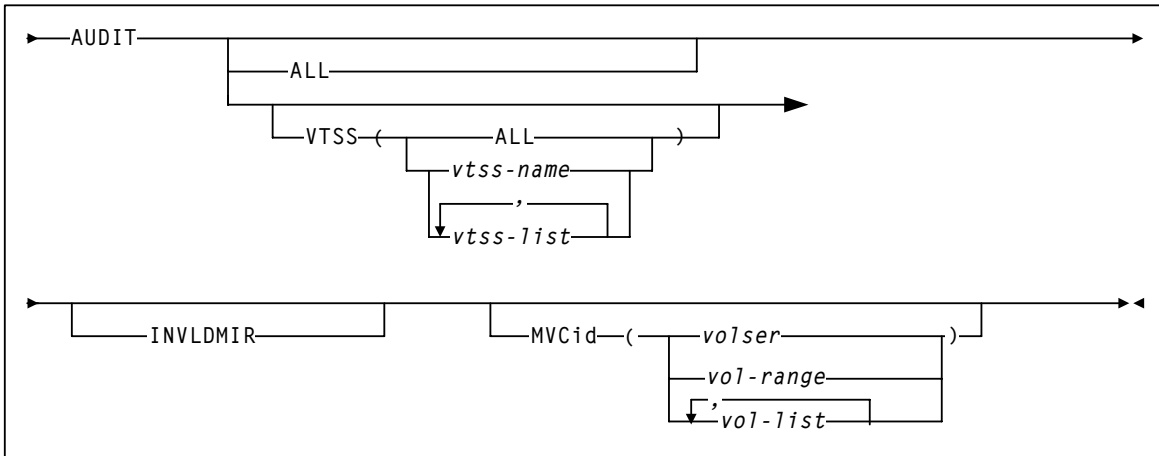 AUDIT
ALL
VTSS ( ALL )
vtss-name
,
vtss-list
INVLDMIR
MVCid ( volser )
vol-range
,
vol-list